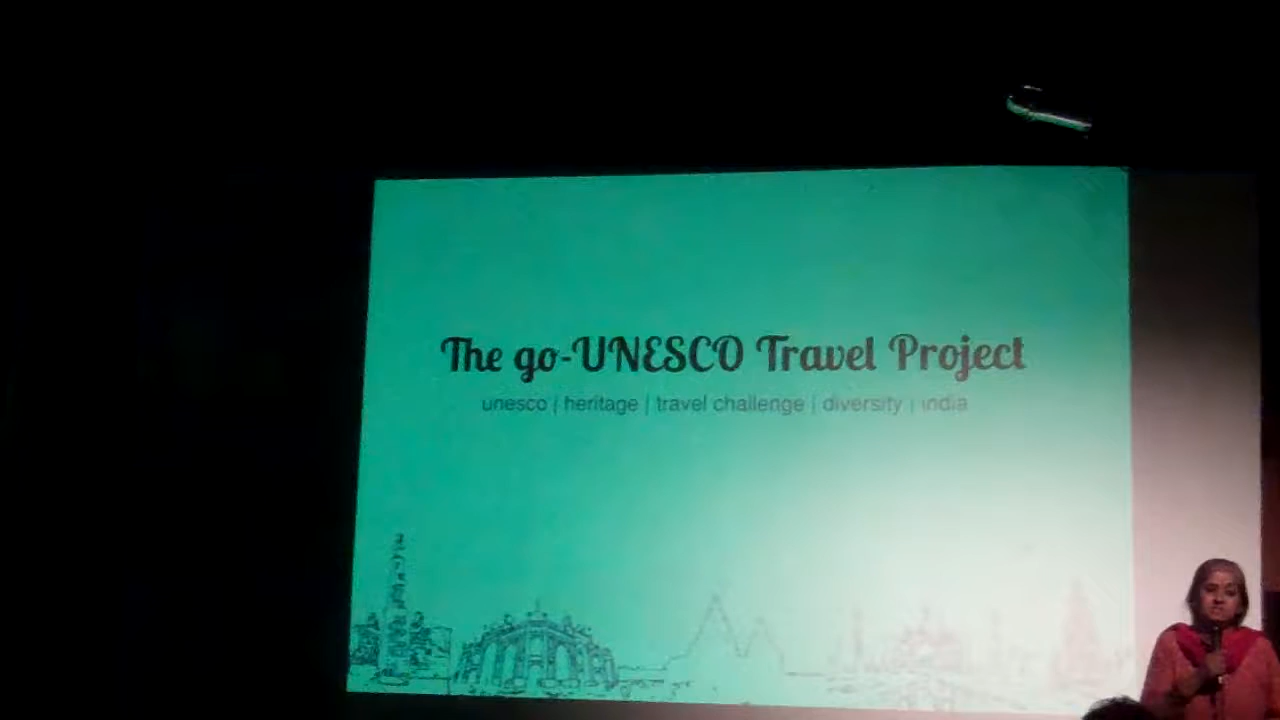 The go-UNESCO Travel Project
unesco | heritage | travel challenge | diversity | india